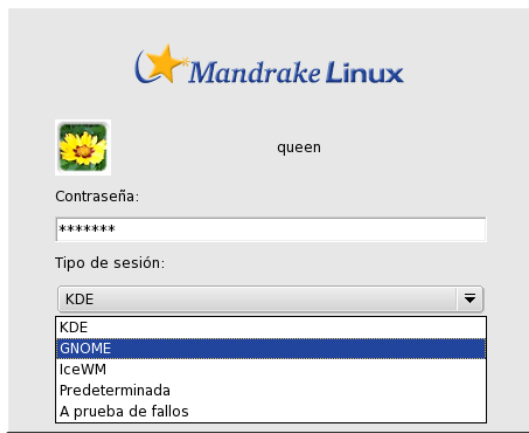 Mandrake Linux
queen
Contraseña:
*******
Tipo de sesión:
KDE
KDE
GNOME
IceWM
Predeterminada
A prueba de fallos